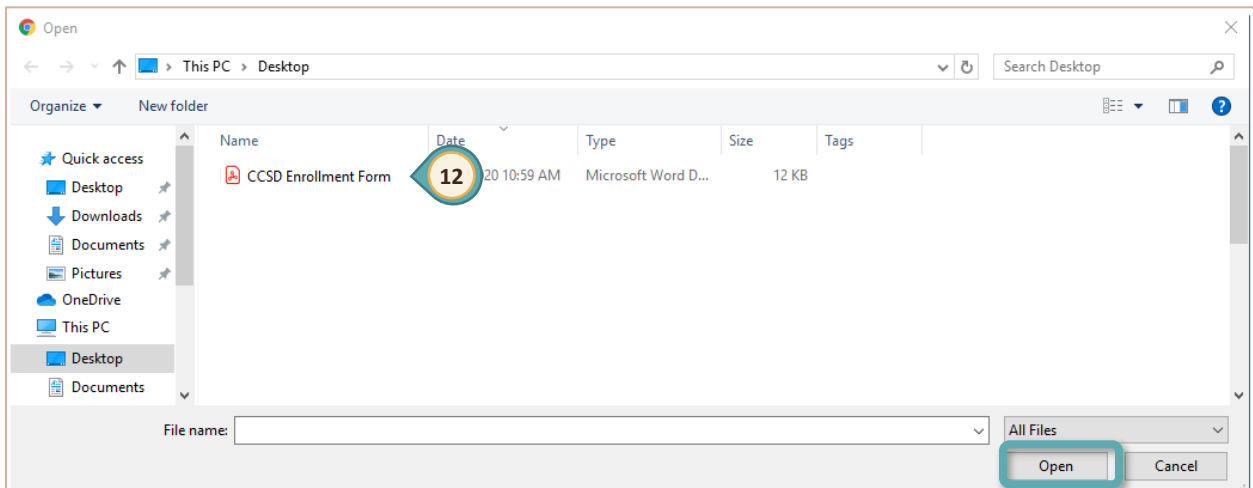 Open
This PC > Desktop
Search Desktop
Organize New folder
Name Date Type Size Tags
Quick access
CCSD Enrollment Form 12 20 10:59 AM Microsoft Word D... 12 KB
Desktop
Downloads
Documents
Pictures
OneDrive
This PC
Desktop
Documents
File name: All Files
Open Cancel